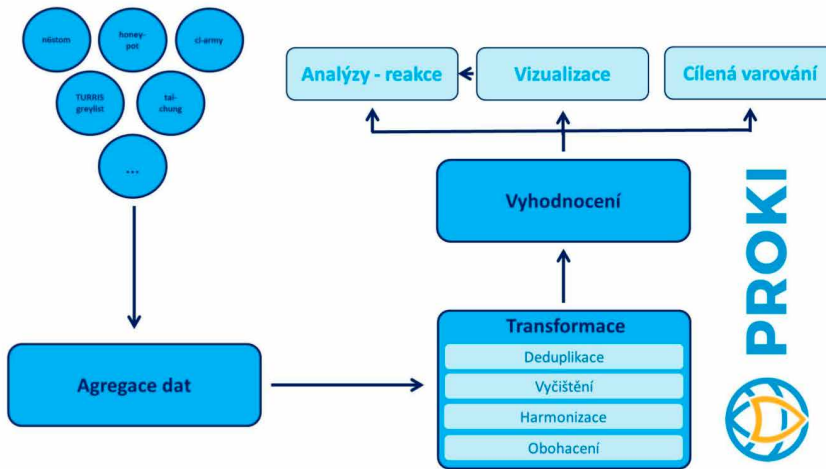 n6istom
honey-
pot
ci-army
TURRIS
greylist
tai-
chung
...
Agregace dat
Transformace
Deduplikace
Vyčištění
Harmonizace
Obohacení
Vyhodnocení
Analýzy - reakce
Vizualizace
Cílená varování
PROKI